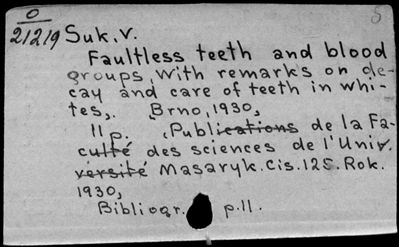 0
21219 Suk, V.
Faultless teeth and blood
groups, with remarks on de-
cay and care of teeth in whi-
tes,. Brno, 1930,
11 p. (Publications de la Fa-
culté des sciences de l'Univ.
versité Masaryk. Cis. 125. Rok.
1930,
Bibliogr. p. 11.